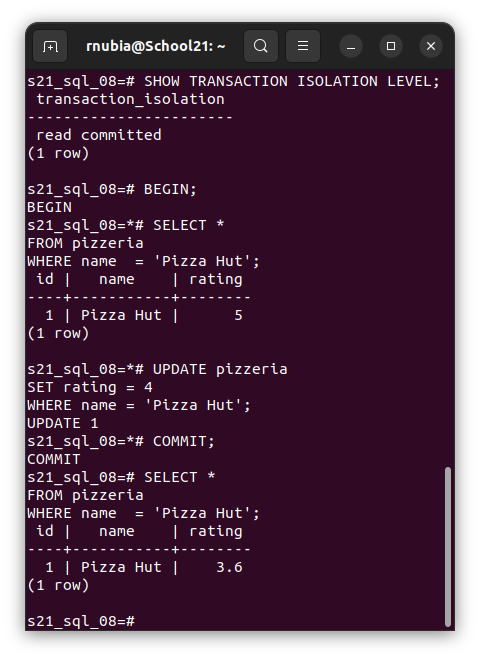 rnubia@School21: ~
s21_sql_08=# SHOW TRANSACTION ISOLATION LEVEL;
 transaction_isolation
-----------------------
 read committed
(1 row)

s21_sql_08=# BEGIN;
BEGIN
s21_sql_08=*# SELECT *
FROM pizzeria
WHERE name  = 'Pizza Hut';
 id |   name    | rating
----+-----------+--------
  1 | Pizza Hut |      5
(1 row)

s21_sql_08=*# UPDATE pizzeria
SET rating = 4
WHERE name = 'Pizza Hut';
UPDATE 1
s21_sql_08=*# COMMIT;
COMMIT
s21_sql_08=# SELECT *
FROM pizzeria
WHERE name  = 'Pizza Hut';
 id |   name    | rating
----+-----------+--------
  1 | Pizza Hut |    3.6
(1 row)

s21_sql_08=#